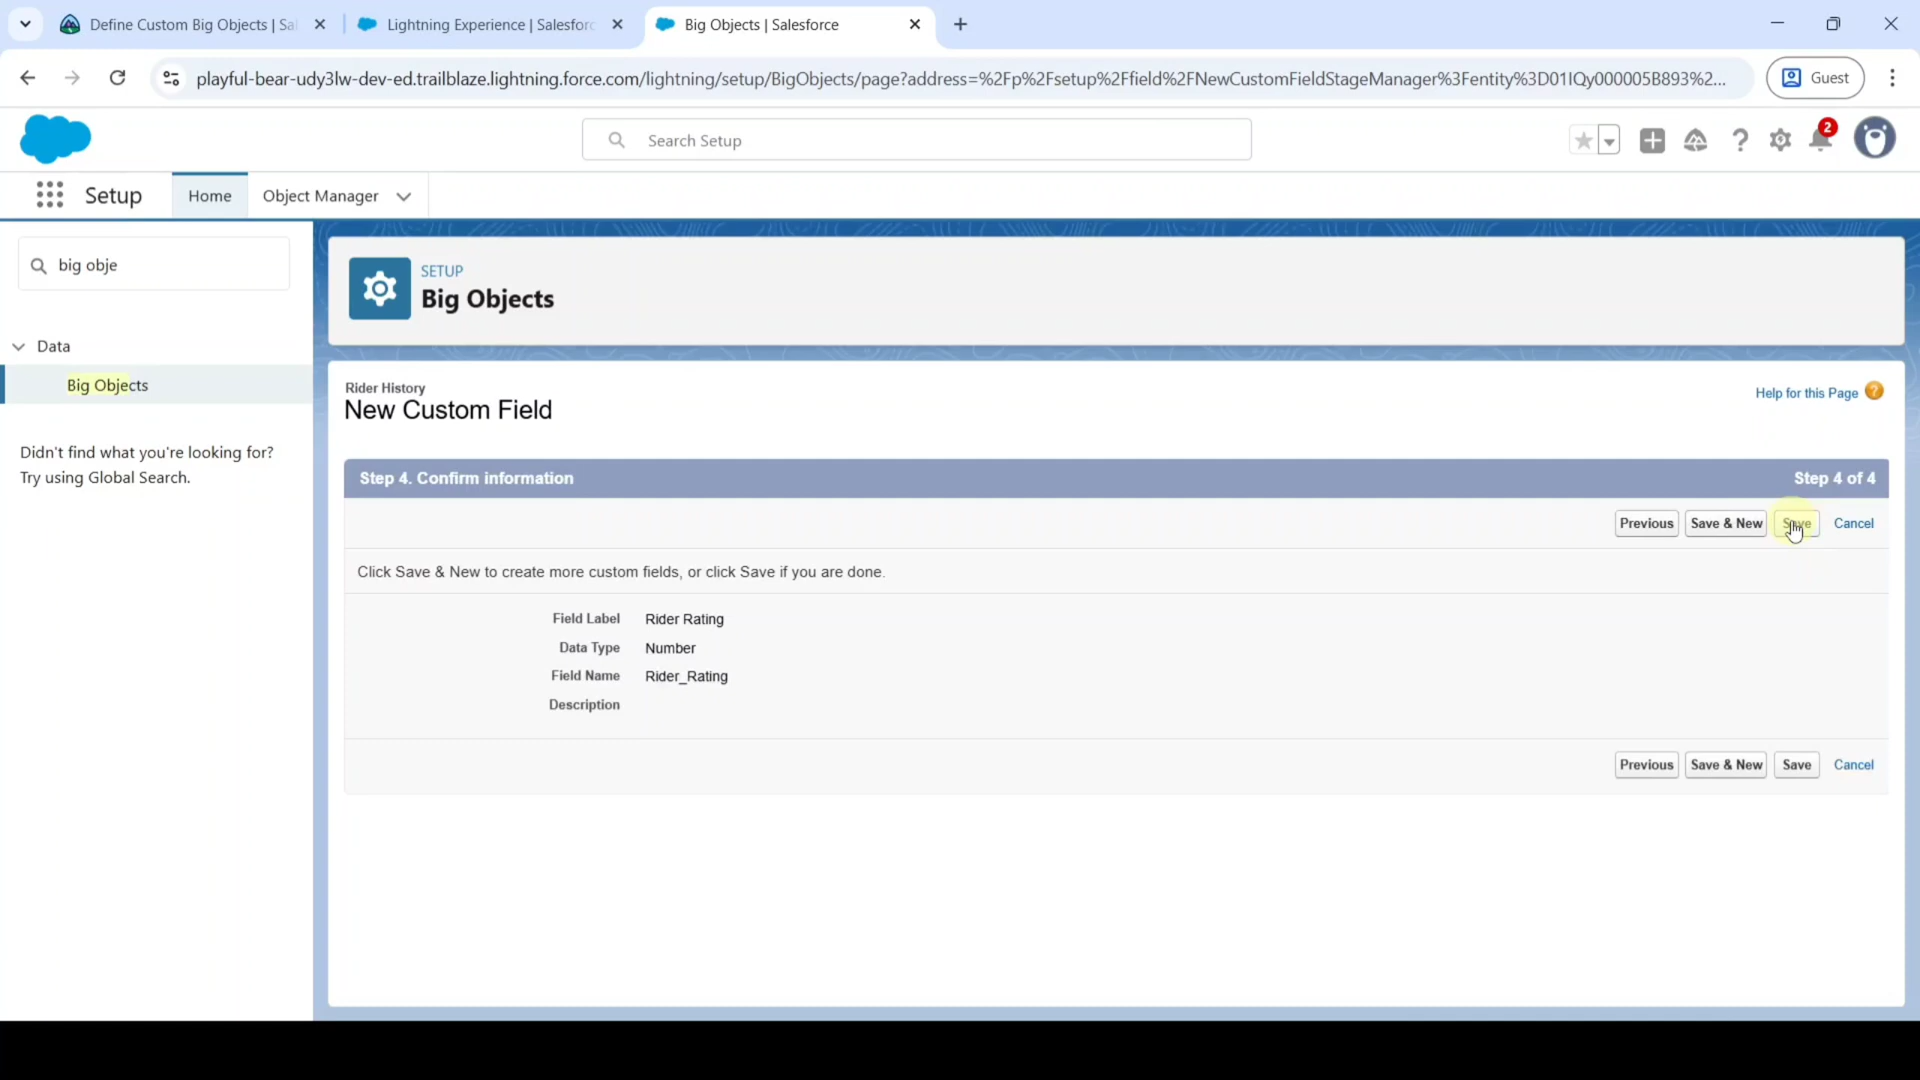 Define Custom Big Objects | Sa
Lightning Experience | Salesforc
Big Objects | Salesforce
playful-bear-udy3lw-dev-ed.trailblaze.lightning.force.com/lightning/setup/BigObjects/page?address=%2Fp%2Fsetup%2Ffield%2FNewCustomFieldStageManager%3Fentity%3D01IQy000005B893%2...
Guest
Search Setup
2
Setup
Home
Object Manager
big obje
SETUP
Big Objects
Data
Big Objects
Didn't find what you're looking for?
Try using Global Search.
Rider History
New Custom Field
Help for this Page
Step 4. Confirm information
Step 4 of 4
Previous
Save & New
Save
Cancel
Click Save & New to create more custom fields, or click Save if you are done.
Field Label Rider Rating
Data Type Number
Field Name Rider_Rating
Description
Previous
Save & New
Save
Cancel